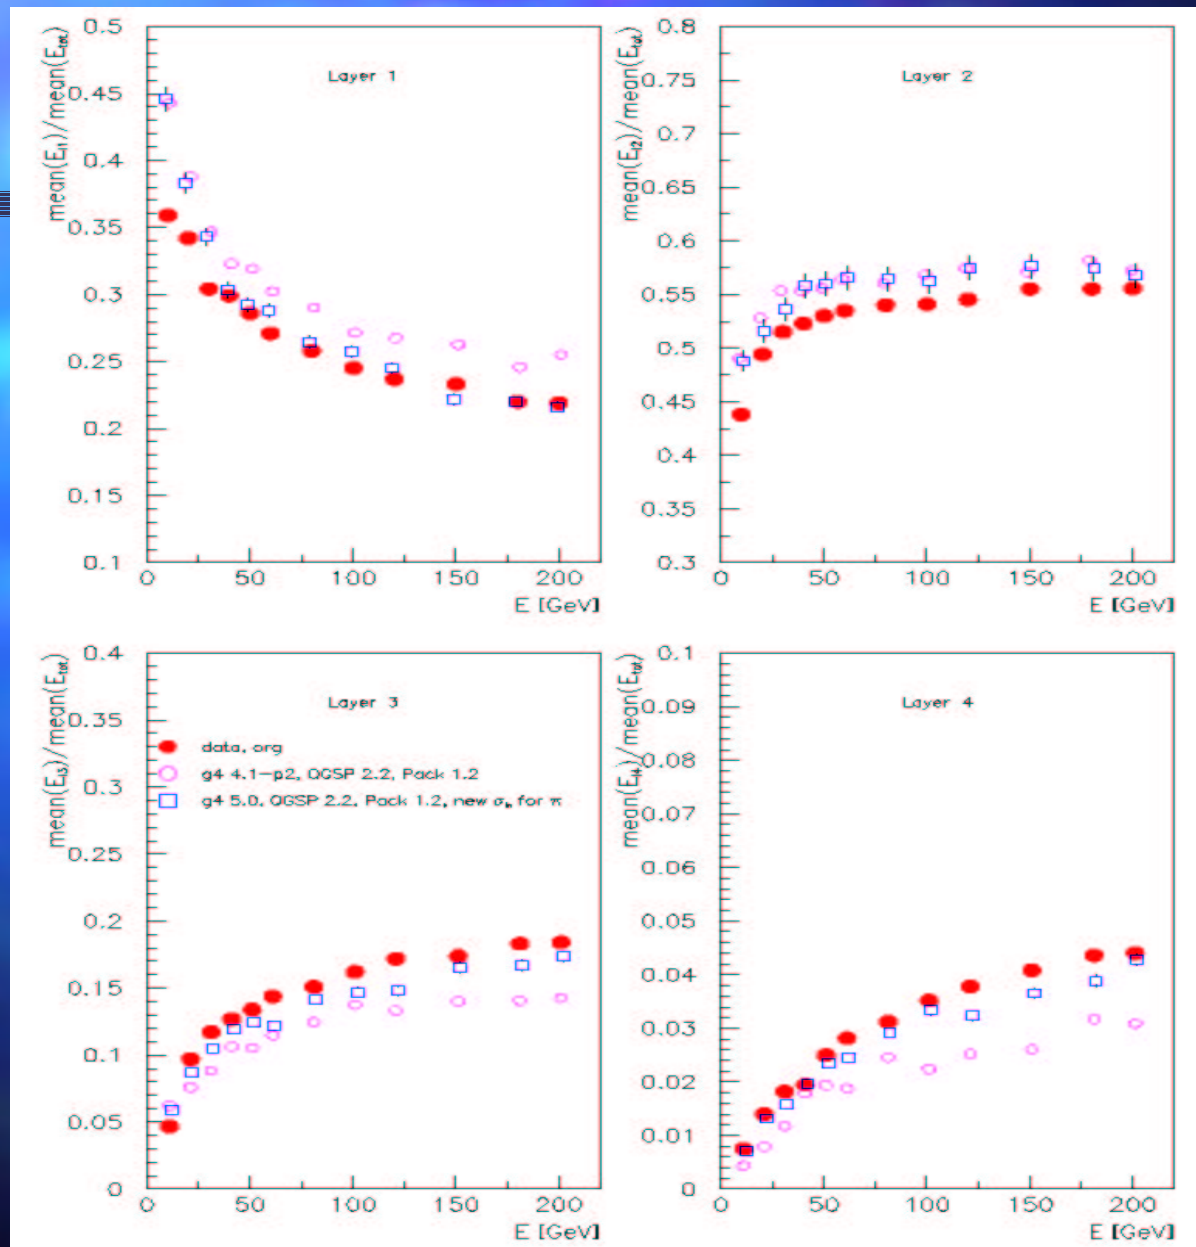 mean(E_l1)/mean(E_tot)
Layer 1
0.5
0.45
0.4
0.35
0.3
0.25
0.2
0.15
0.1
0 50 100 150 200
E [GeV]
mean(E_l2)/mean(E_tot)
Layer 2
0.8
0.75
0.7
0.65
0.6
0.55
0.5
0.45
0.4
0.35
0.3
0 50 100 150 200
E [GeV]
mean(E_l3)/mean(E_tot)
Layer 3
data, org
g4 4.1-p2, QGSP 2.2, Pack 1.2
g4 5.0, QGSP 2.2, Pack 1.2, new σ_h for π
0.4
0.35
0.3
0.25
0.2
0.15
0.1
0.05
0
0 50 100 150 200
E [GeV]
mean(E_l4)/mean(E_tot)
Layer 4
0.1
0.09
0.08
0.07
0.06
0.05
0.04
0.03
0.02
0.01
0
0 50 100 150 200
E [GeV]